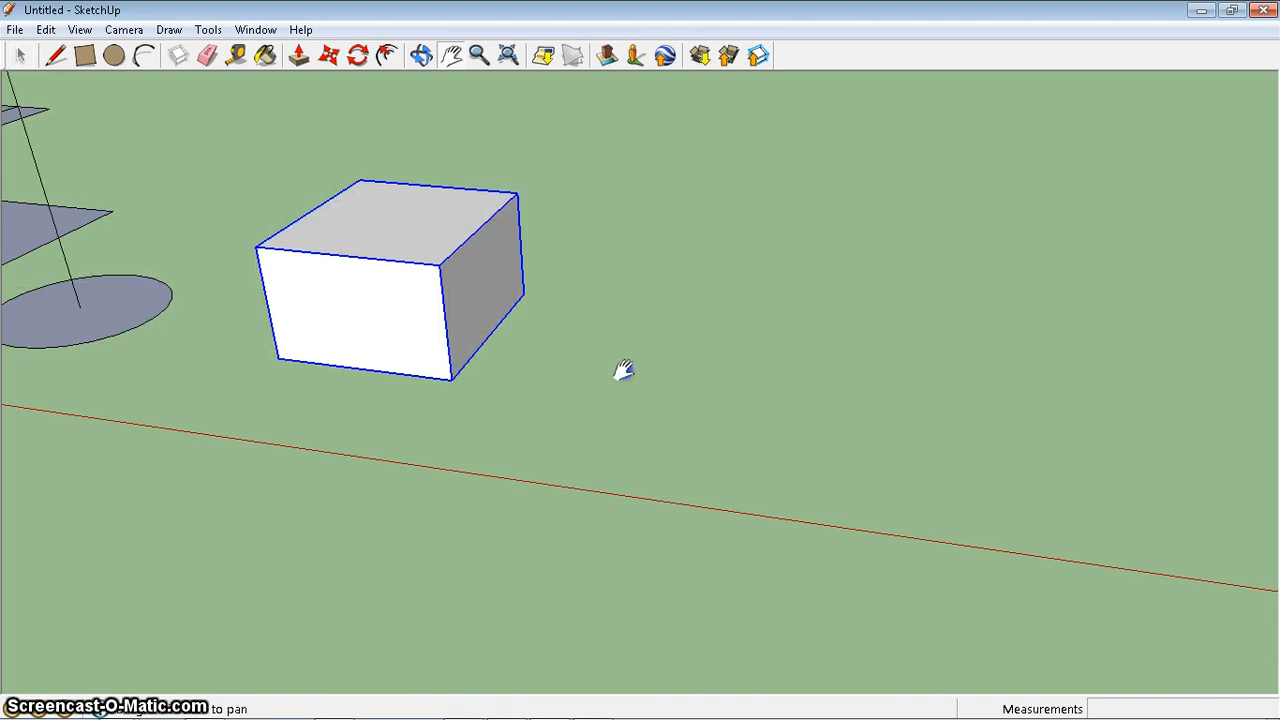 Untitled - SketchUp
File Edit View Camera Draw Tools Window Help
Screencast-O-Matic.com to pan Measurements